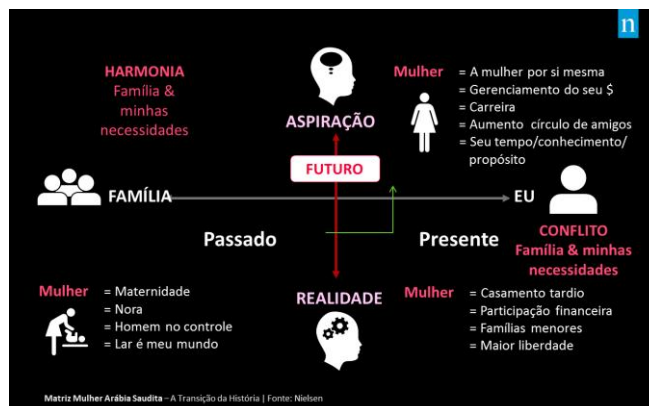 n
HARMONIA
Família &
minhas
necessidades
ASPIRAÇÃO
Mulher
= A mulher por si mesma
= Gerenciamento do seu $
= Carreira
= Aumento círculo de amigos
= Seu tempo/conhecimento/
propósito
FUTURO
FAMÍLIA
EU
Passado
Presente
CONFLITO
Família & minhas
necessidades
Mulher
= Maternidade
= Nora
= Homem no controle
= Lar é meu mundo
REALIDADE
Mulher
= Casamento tardio
= Participação financeira
= Famílias menores
= Maior liberdade
Matriz Mulher Arábia Saudita – A Transição da História | Fonte: Nielsen